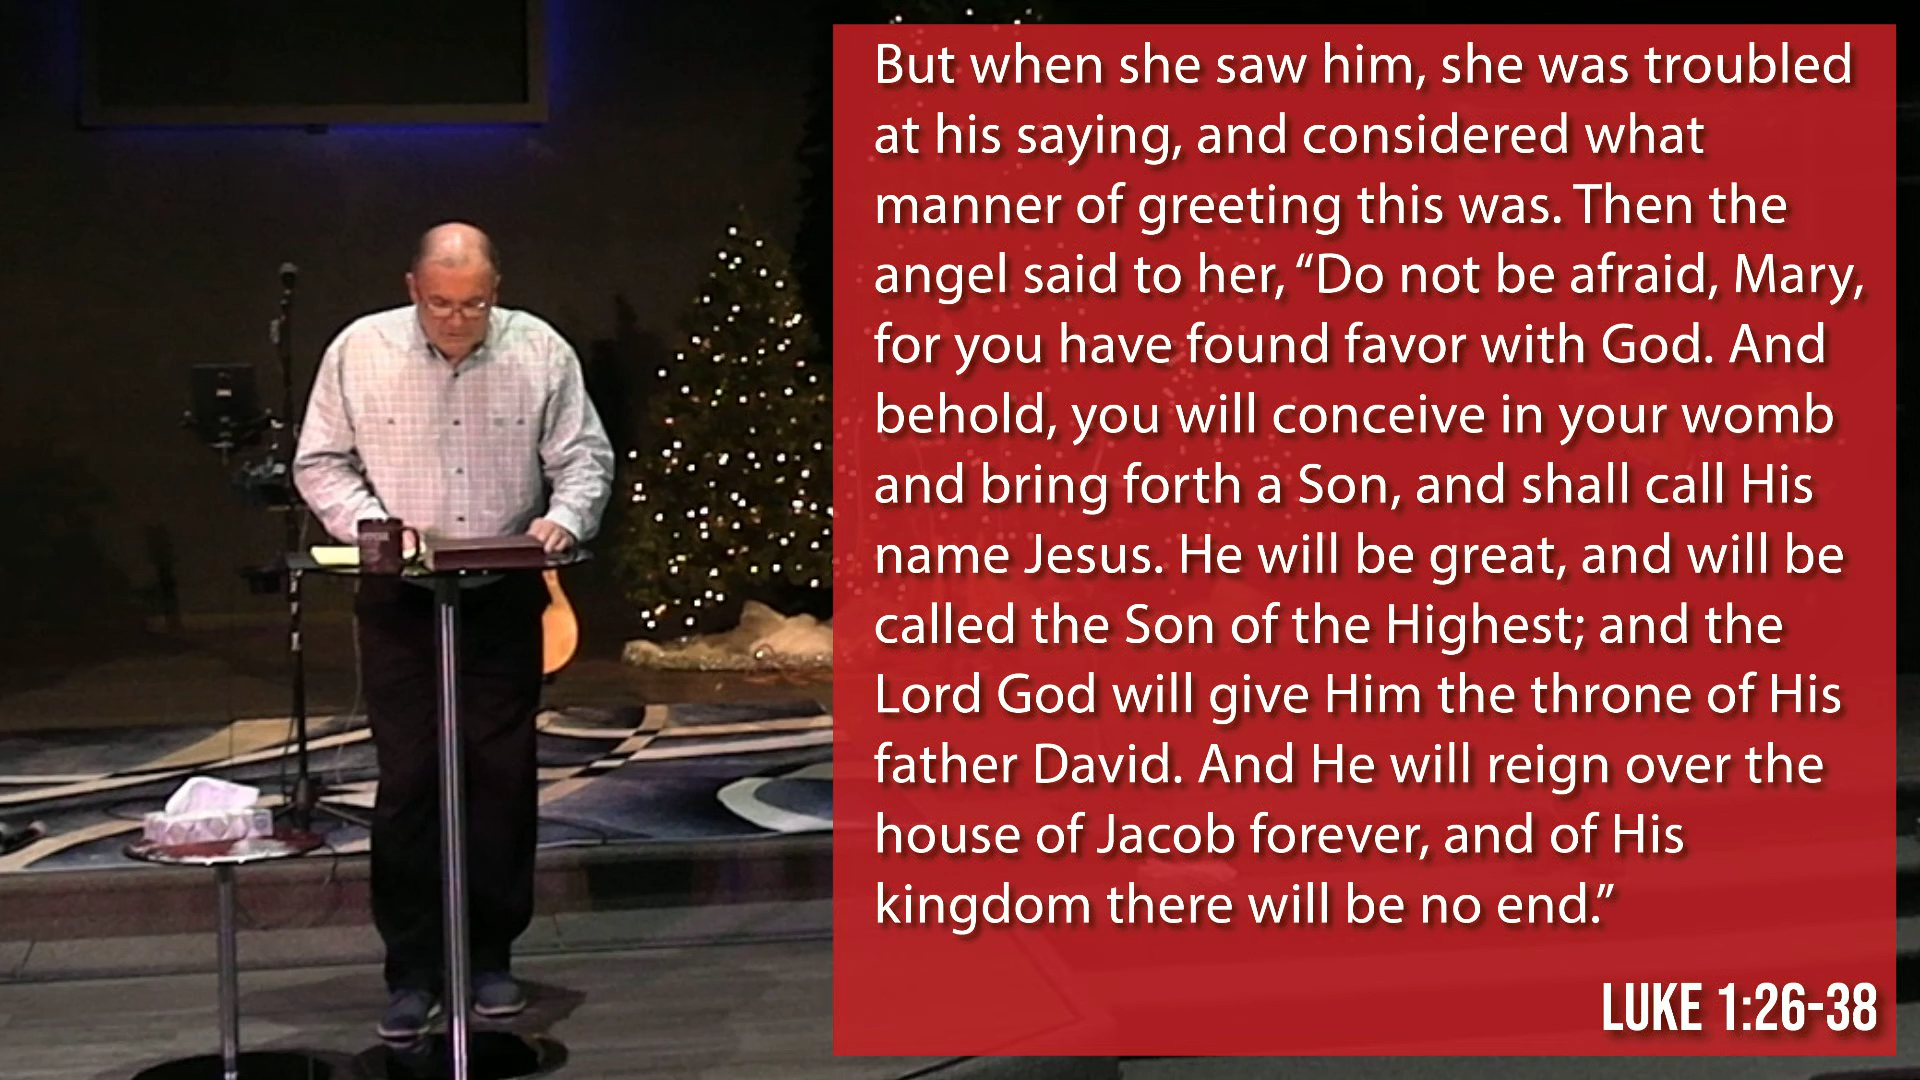 But when she saw him, she was troubled
at his saying, and considered what
manner of greeting this was. Then the
angel said to her, “Do not be afraid, Mary,
for you have found favor with God. And
behold, you will conceive in your womb
and bring forth a Son, and shall call His
name Jesus. He will be great, and will be
called the Son of the Highest; and the
Lord God will give Him the throne of His
father David. And He will reign over the
house of Jacob forever, and of His
kingdom there will be no end.”
LUKE 1:26-38